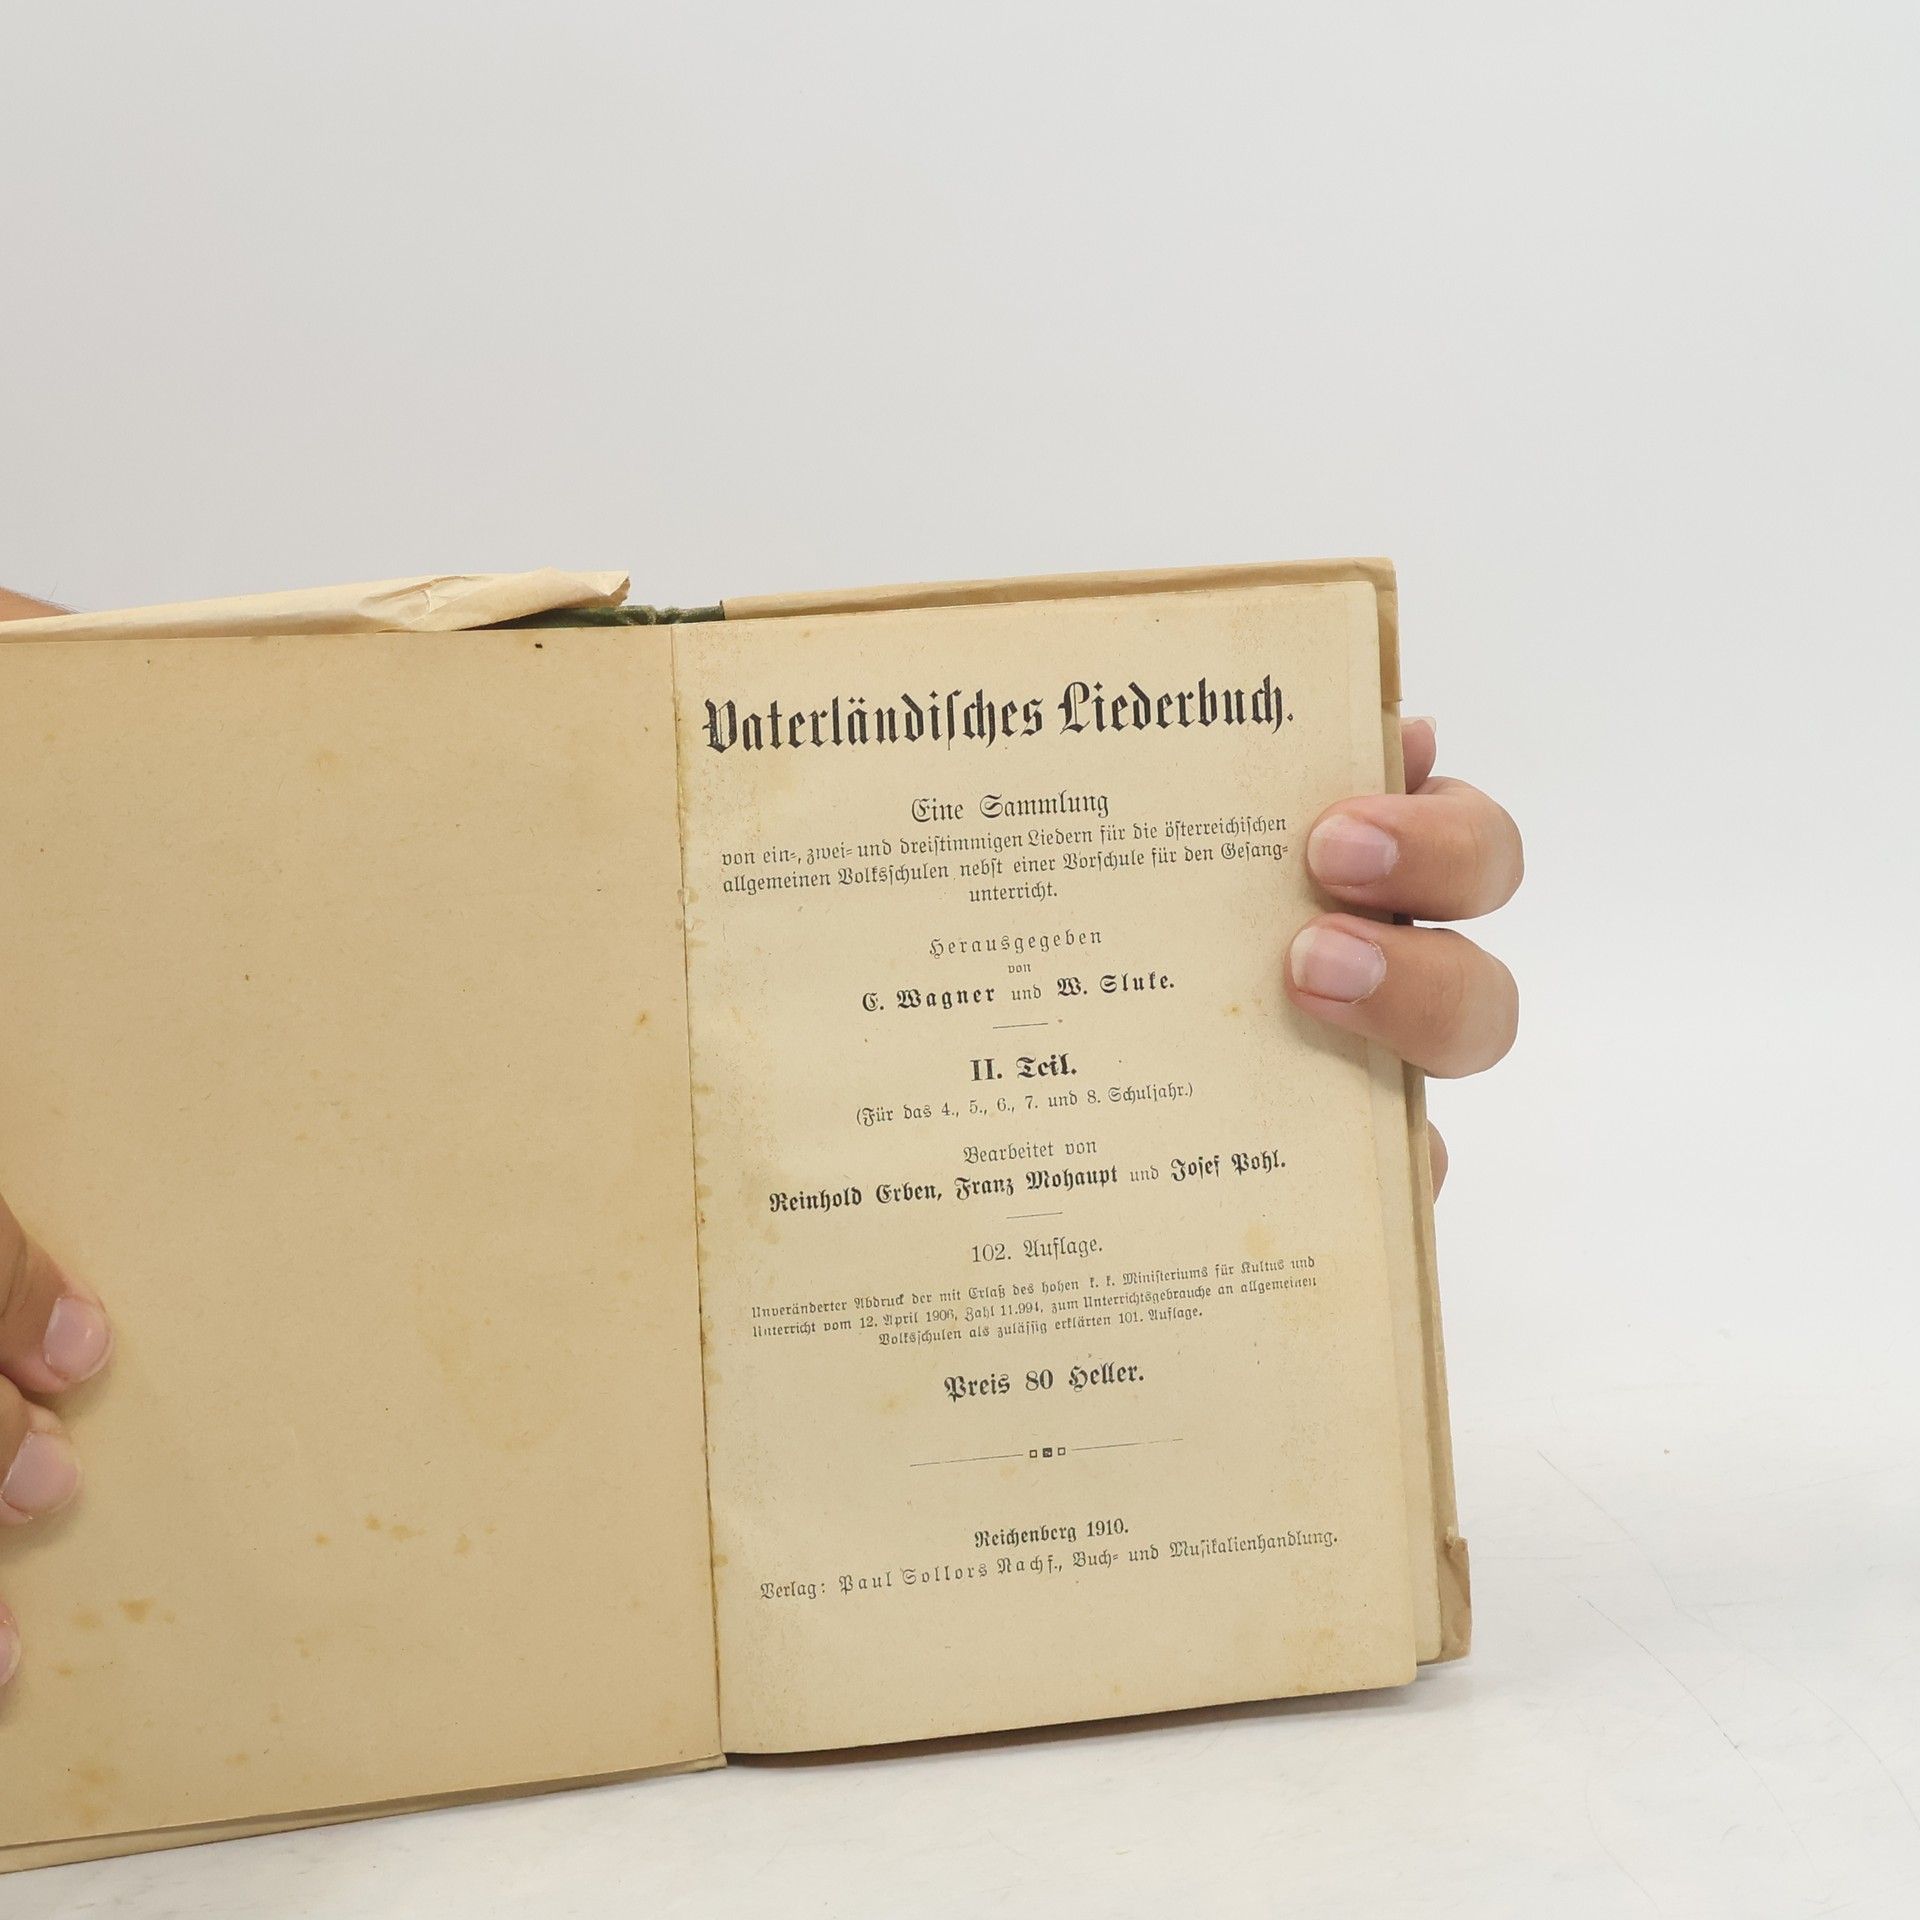 Vaterländiſches Liederbuch.
Eine Sammlung
von ein-, zwei- und dreiſtimmigen Liedern für die öſterreichiſchen
allgemeinen Volksſchulen nebſt einer Vorſchule für den Geſang-
unterricht.
Herausgegeben
von
C. Wagner und W. Sluke.
II. Teil.
(Für das 4., 5., 6., 7. und 8. Schuljahr.)
Bearbeitet von
Reinhold Erben, Franz Mohaupt und Joſef Pohl.
102. Auflage.
Unveränderter Abdruck der mit Erlaß des hohen k. k. Miniſteriums für Kultus und
Unterricht vom 12. April 1906, Zahl 11.994, zum Unterrichtsgebrauche an allgemeinen
Volksſchulen als zuläſſig erklärten 101. Auflage.
Preis 80 Heller.
Reichenberg 1910.
Verlag: Paul Sollors Nachf., Buch- und Muſikalienhandlung.